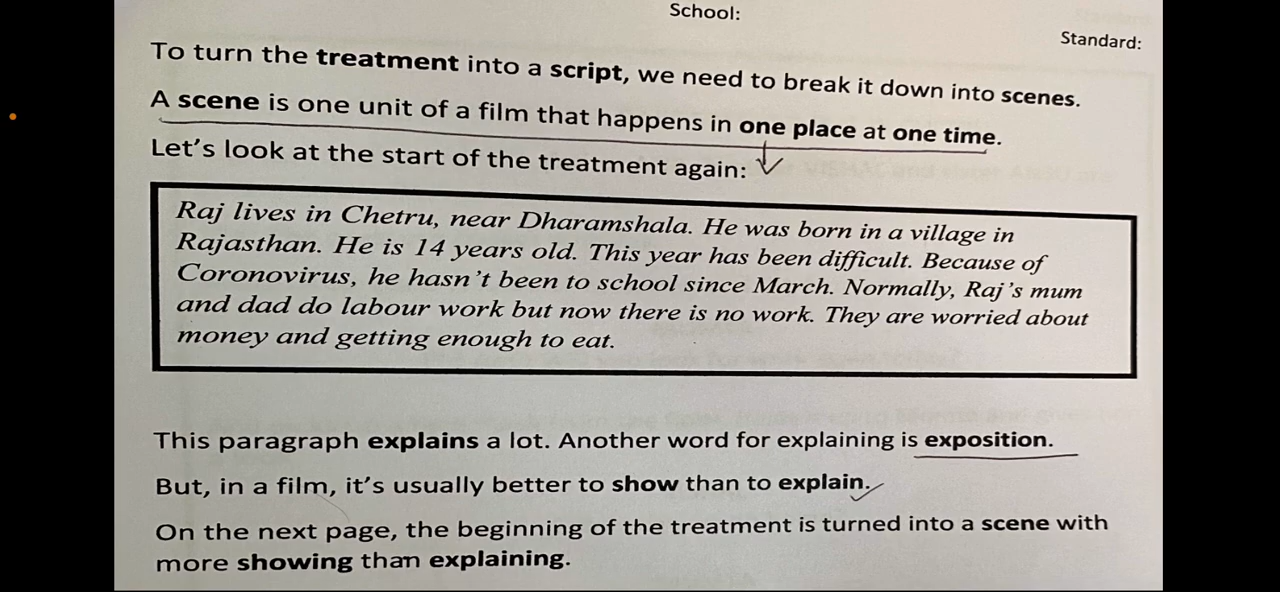 School:
Standard:
To turn the treatment into a script, we need to break it down into scenes.
A scene is one unit of a film that happens in one place at one time.
Let's look at the start of the treatment again:
Raj lives in Chetru, near Dharamshala. He was born in a village in
Rajasthan. He is 14 years old. This year has been difficult. Because of
Coronovirus, he hasn't been to school since March. Normally, Raj's mum
and dad do labour work but now there is no work. They are worried about
money and getting enough to eat.
This paragraph explains a lot. Another word for explaining is exposition.
But, in a film, it's usually better to show than to explain.
On the next page, the beginning of the treatment is turned into a scene with
more showing than explaining.